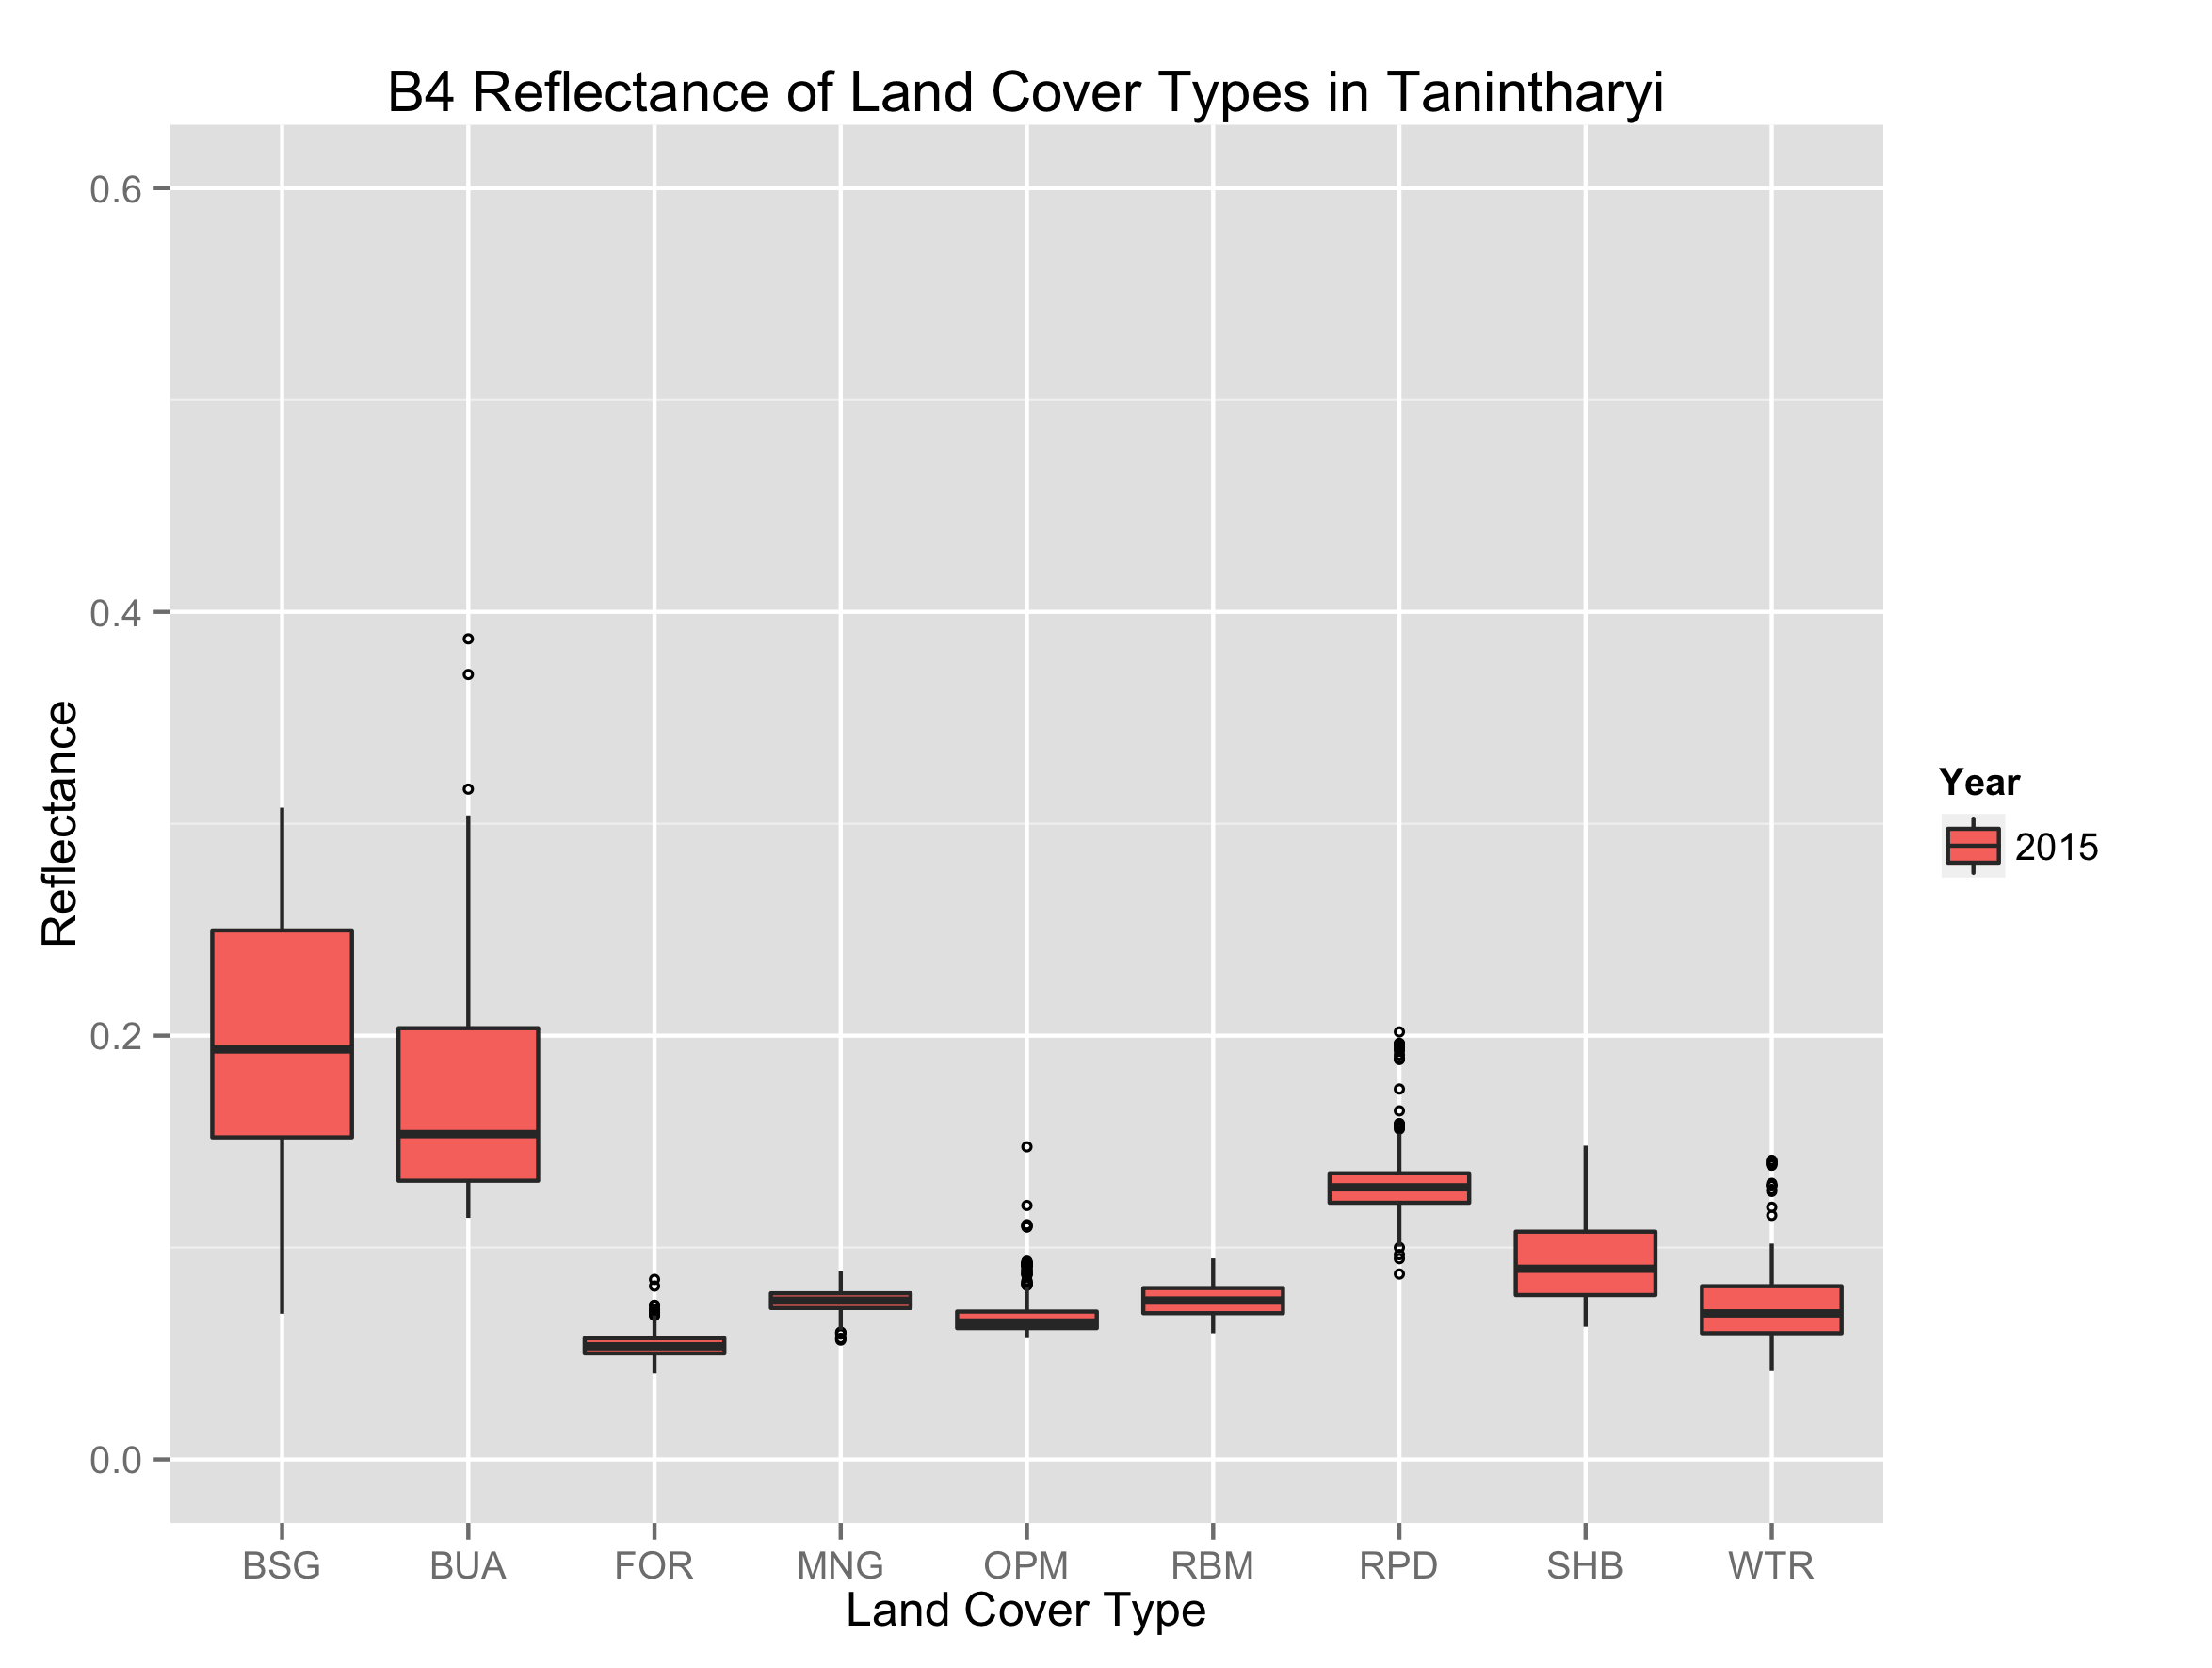 B4 Reflectance of Land Cover Types in Tanintharyi
0.6
0.4
0.2
0.0
Reflectance
BSG BUA FOR MNG OPM RBM RPD SHB WTR
Land Cover Type
Year
2015